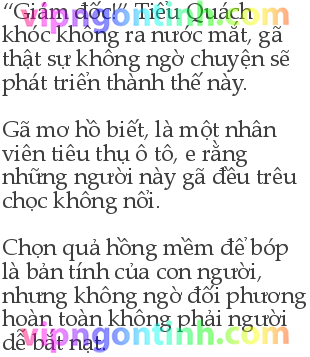 “Giám đốc!” Tiểu Quách
vipngontinh.com
khóc không ra nước mắt, gã
thật sự không ngờ chuyện sẽ
phát triển thành thế này.
Gã mơ hồ biết, là một nhân
viên tiêu thụ ô tô, e rằng
những người này gã đều trêu
chọc không nổi.
Chọn quả hồng mềm để bóp
là bản tính của con người,
nhưng không ngờ đối phương
hoàn toàn không phải người
vipngontinh.com
dễ bắt nạt.